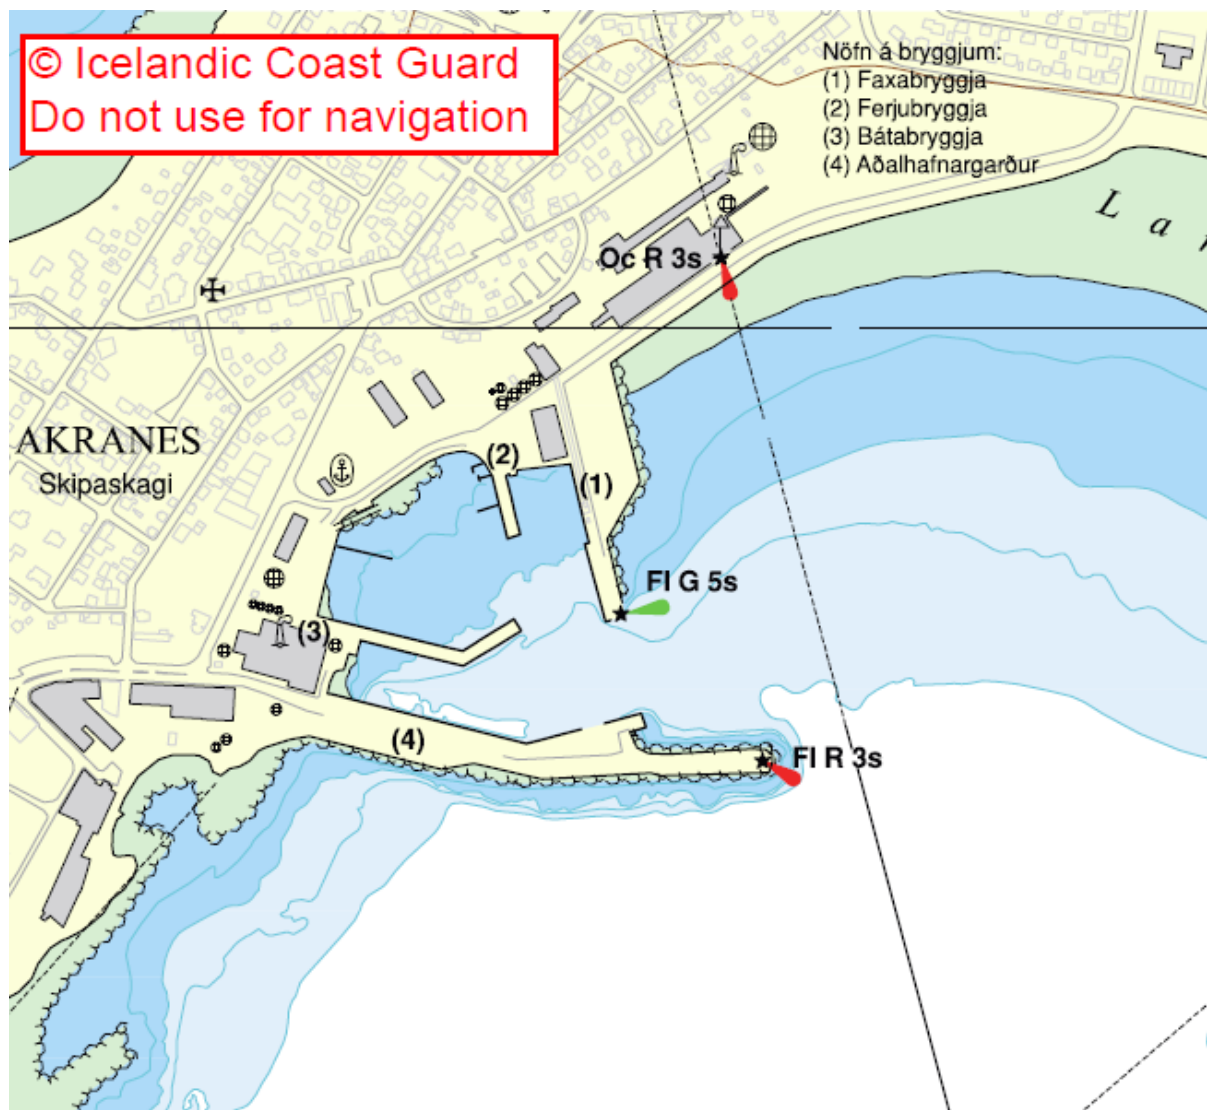 © Icelandic Coast Guard
Do not use for navigation
Nöfn á bryggjum:
(1) Faxabryggja
(2) Ferjubryggja
(3) Bátabryggja
(4) Aðalhafnargarður
L a
Oc R 3s
AKRANES
Skipaskagi
(2)
(1)
Fl G 5s
(3)
(4)
Fl R 3s